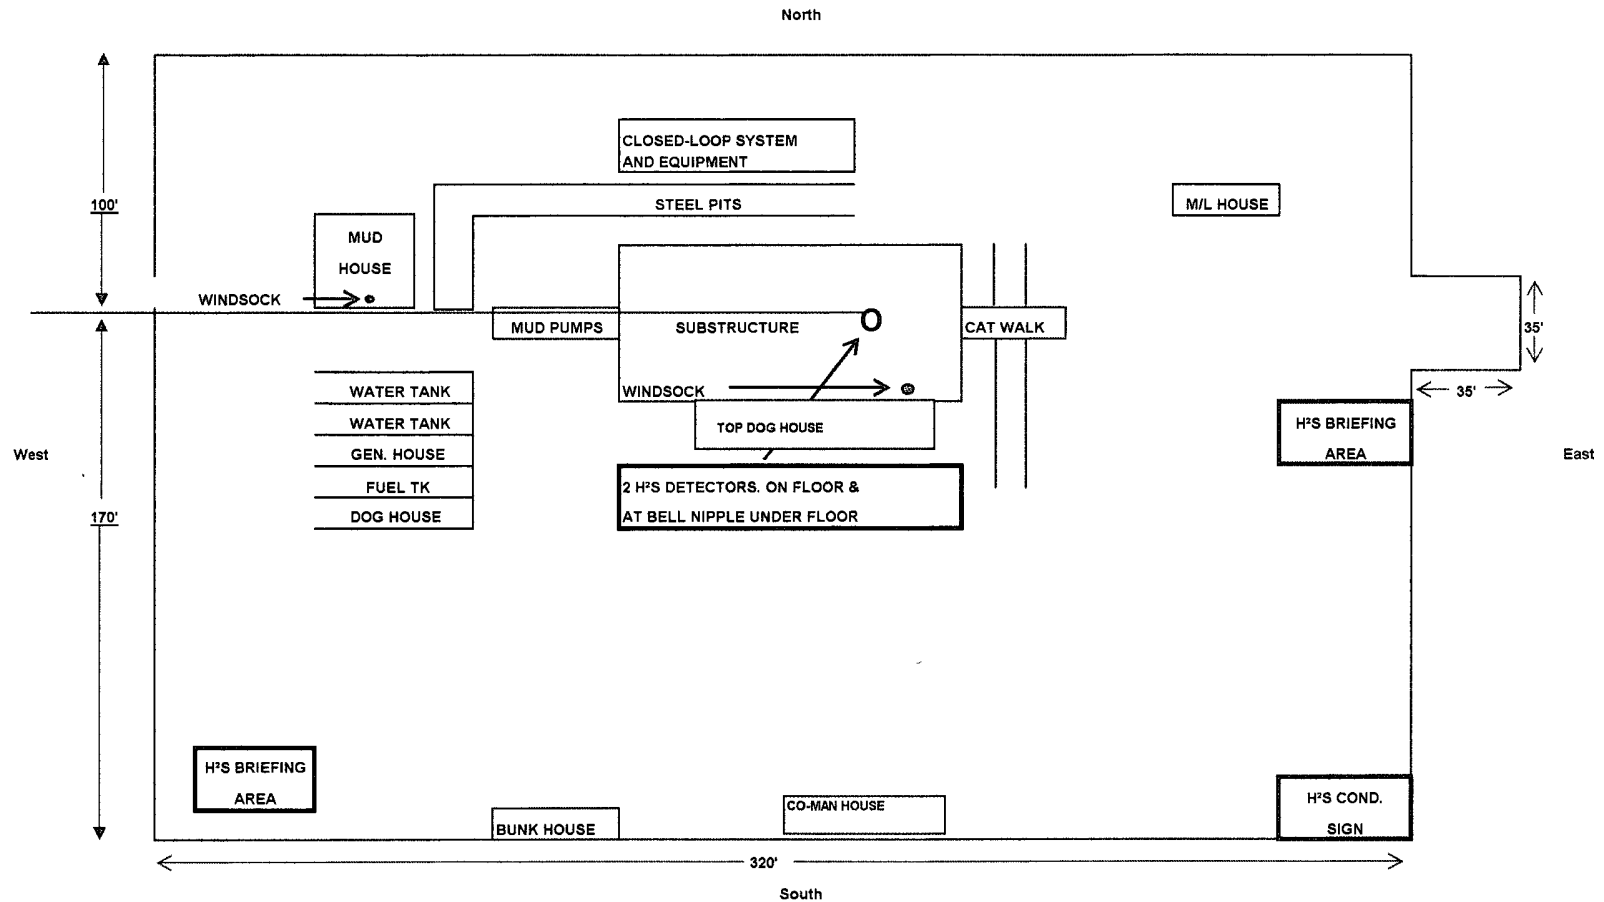 North
CLOSED-LOOP SYSTEM
AND EQUIPMENT
100'
STEEL PITS
M/L HOUSE
MUD
HOUSE
WINDSOCK
MUD PUMPS
SUBSTRUCTURE
O
CAT WALK
35'
35'
WINDSOCK
WATER TANK
WATER TANK
GEN. HOUSE
FUEL TK
DOG HOUSE
TOP DOG HOUSE
H²S BRIEFING
AREA
West
East
2 H²S DETECTORS. ON FLOOR &
AT BELL NIPPLE UNDER FLOOR
170'
H²S BRIEFING
AREA
BUNK HOUSE
CO-MAN HOUSE
H²S COND.
SIGN
320'
South